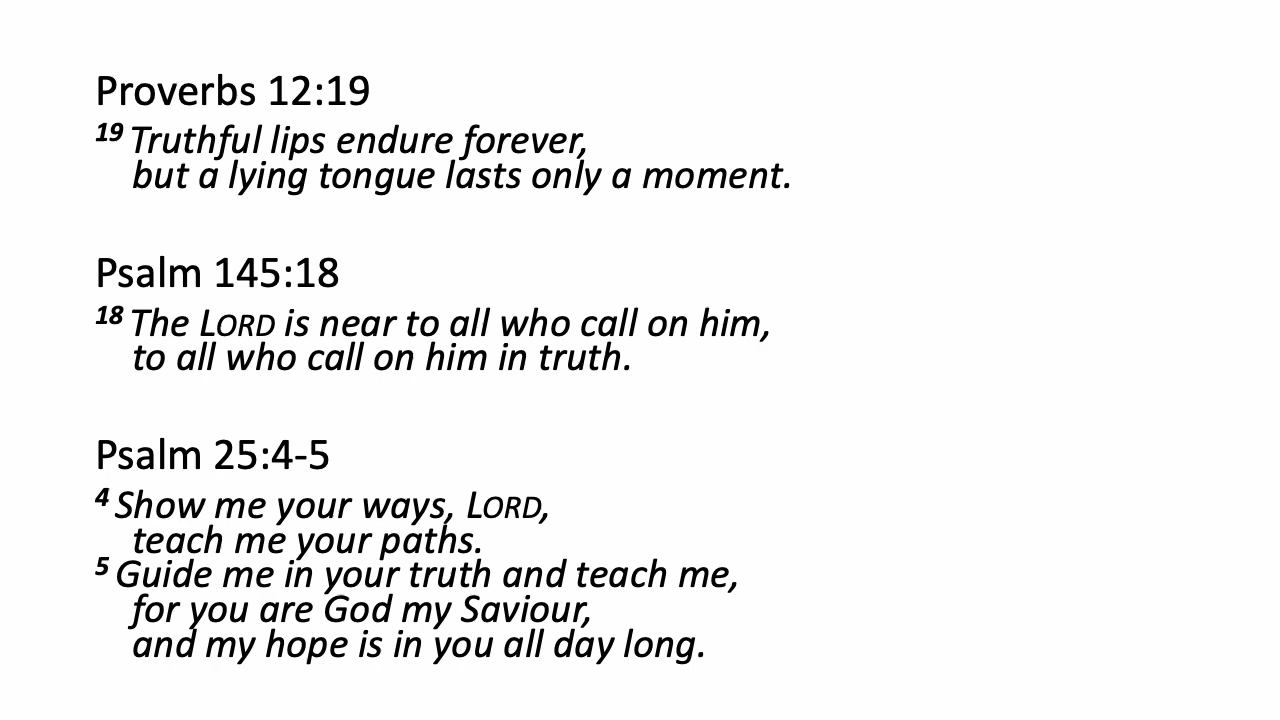 Proverbs 12:19
19 Truthful lips endure forever,
but a lying tongue lasts only a moment.
Psalm 145:18
18 The LORD is near to all who call on him,
to all who call on him in truth.
Psalm 25:4-5
4 Show me your ways, LORD,
teach me your paths.
5 Guide me in your truth and teach me,
for you are God my Saviour,
and my hope is in you all day long.